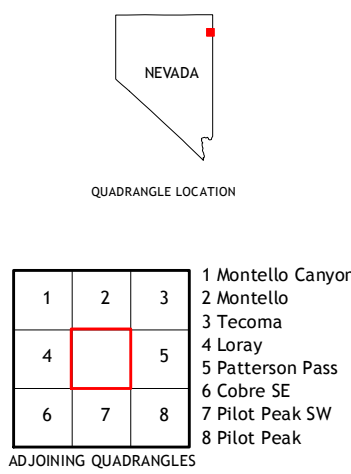 NEVADA
QUADRANGLE LOCATION
1 2 3
4 5
6 7 8
1 Montello Canyon
2 Montello
3 Tecoma
4 Loray
5 Patterson Pass
6 Cobre SE
7 Pilot Peak SW
8 Pilot Peak
ADJOINING QUADRANGLES